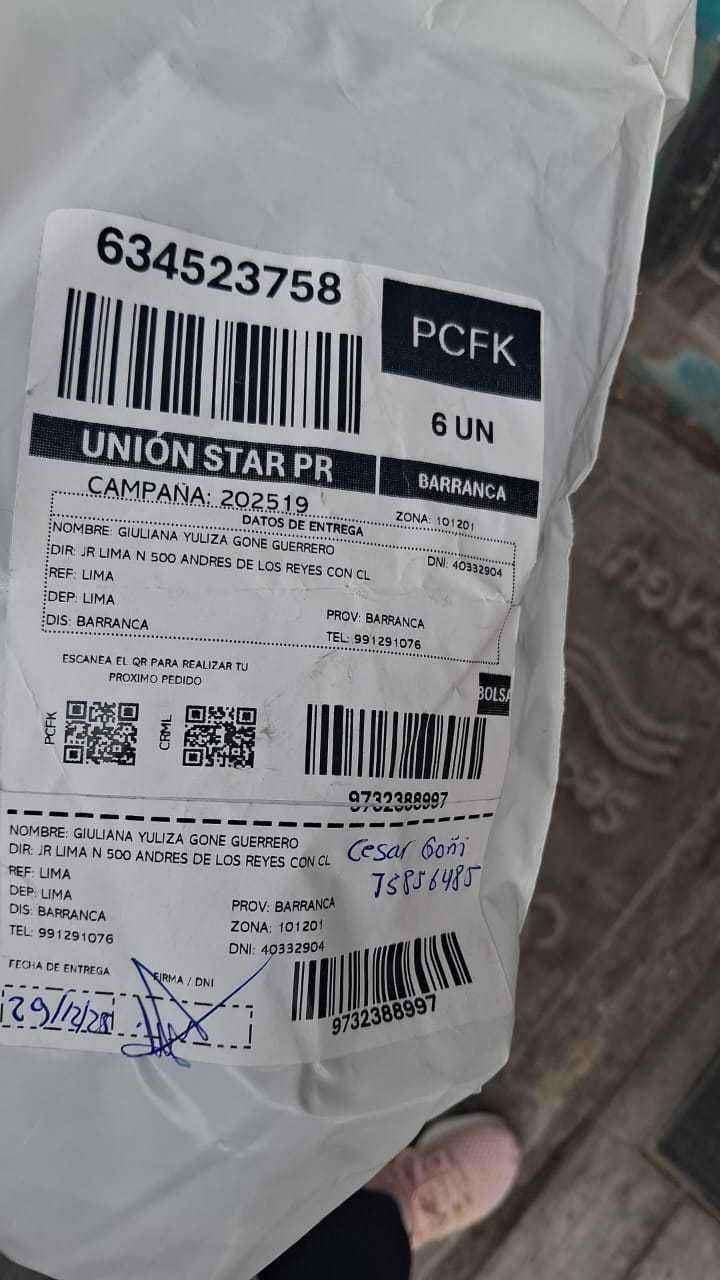 634523758
PCFK
6 UN
UNIÓN STAR PR
BARRANCA
CAMPAÑA: 202519
ZONA: 101201
DATOS DE ENTREGA
NOMBRE: GIULIANA YULIZA GONE GUERRERO
DNI: 40332904
DIR: JR LIMA N 500 ANDRES DE LOS REYES CON CL
REF: LIMA
DEP: LIMA
PROV: BARRANCA
DIS: BARRANCA
TEL: 991291076
ESCANEA EL QR PARA REALIZAR TU
PROXIMO PEDIDO
BOLSA
PCFK
CRML
9732388997
NOMBRE: GIULIANA YULIZA GONE GUERRERO
DIR: JR LIMA N 500 ANDRES DE LOS REYES CON CL
Cesar Goñi
73856485
REF: LIMA
DEP: LIMA
PROV: BARRANCA
DIS: BARRANCA
ZONA: 101201
TEL: 991291076
DNI: 40332904
FECHA DE ENTREGA
FIRMA / DNI
29/12/25
9732388997